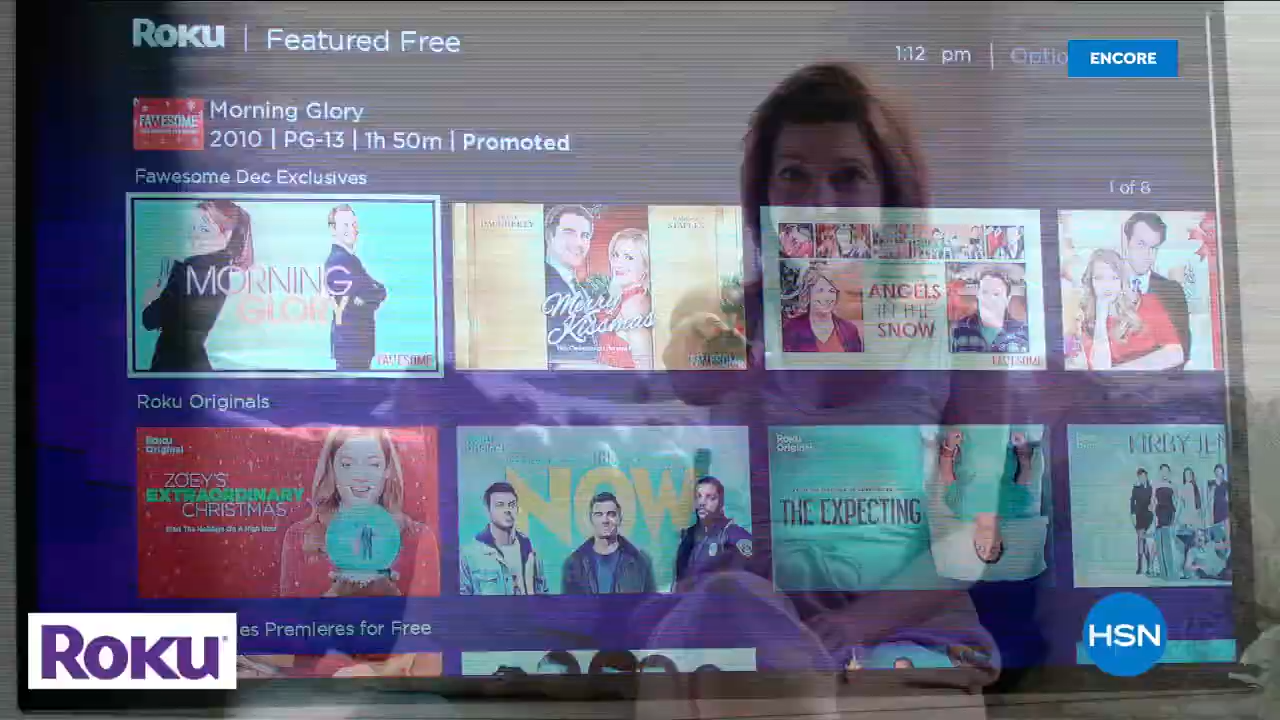 Roku | Featured Free
1:12 pm | Optio
ENCORE
Morning Glory
2010 | PG-13 | 1h 50m | Promoted
FAWESOME
Fawesome Dec Exclusives
1 of 8
MORNING
GLORY
FAWESOME
Merry
Kissmas
FAWESOME
ANGELS
IN THE
SNOW
FAWESOME
Roku Originals
Roku
Original
ZOEY'S
EXTRAORDINARY
CHRISTMAS
NOW
Roku
Original
THE EXPECTING
KIRBY JEN
es Premieres for Free
Roku
HSN